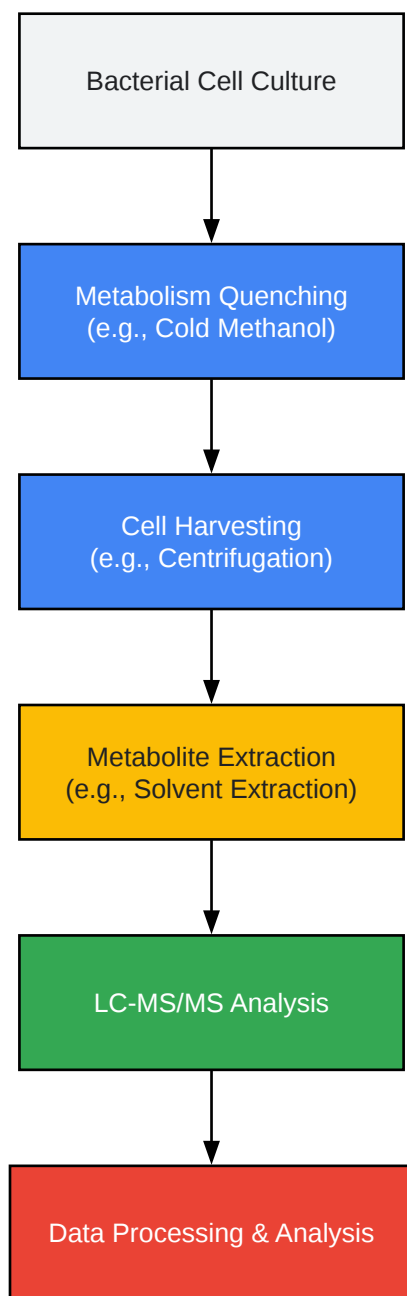 Bacterial Cell Culture
Metabolism Quenching
(e.g., Cold Methanol)
Cell Harvesting
(e.g., Centrifugation)
Metabolite Extraction
(e.g., Solvent Extraction)
LC-MS/MS Analysis
Data Processing & Analysis